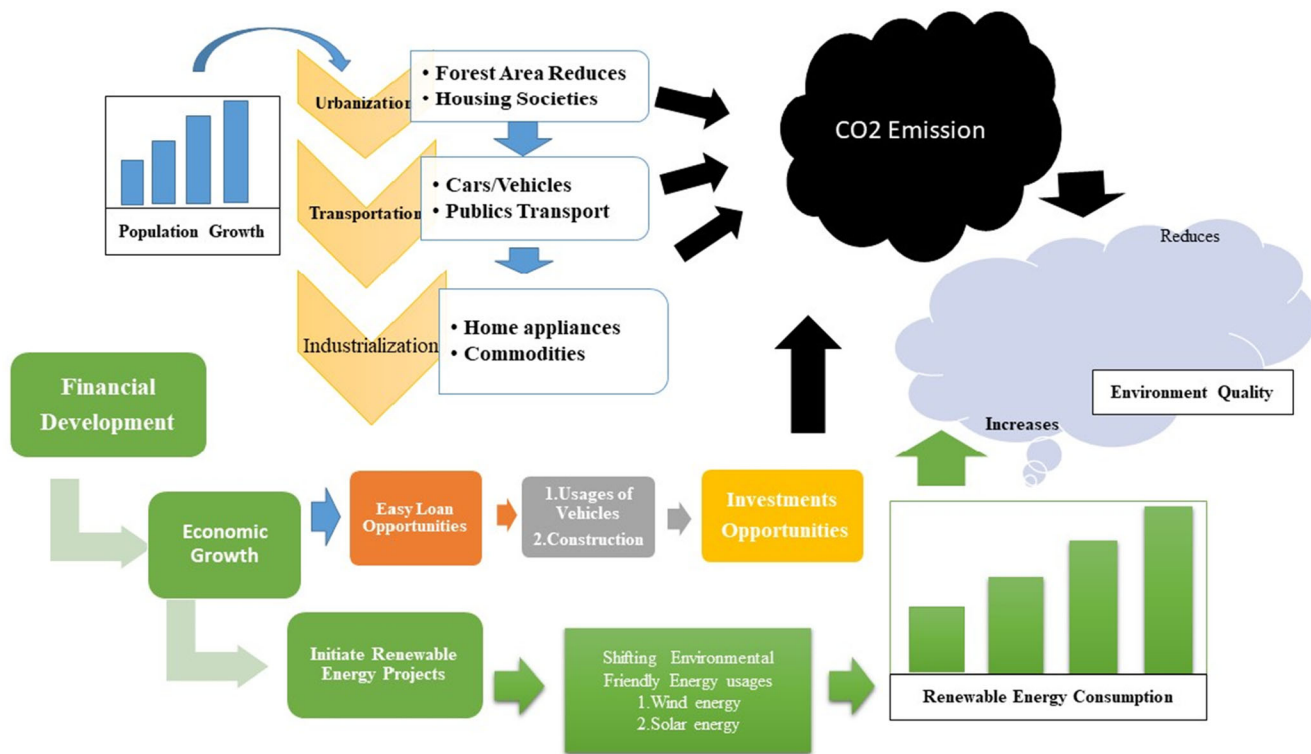 Urbanization
• Forest Area Reduces
• Housing Societies
CO2 Emission
Population Growth
Transportation
• Cars/Vehicles
• Publics Transport
Reduces
Industrialization
• Home appliances
• Commodities
Environment Quality
Increases
Financial
Development
Economic
Growth
Easy Loan
Opportunities
1.Usages of
Vehicles
2.Construction
Investments
Opportunities
Initiate Renewable
Energy Projects
Shifting Environmental
Friendly Energy usages
1.Wind energy
2.Solar energy
Renewable Energy Consumption